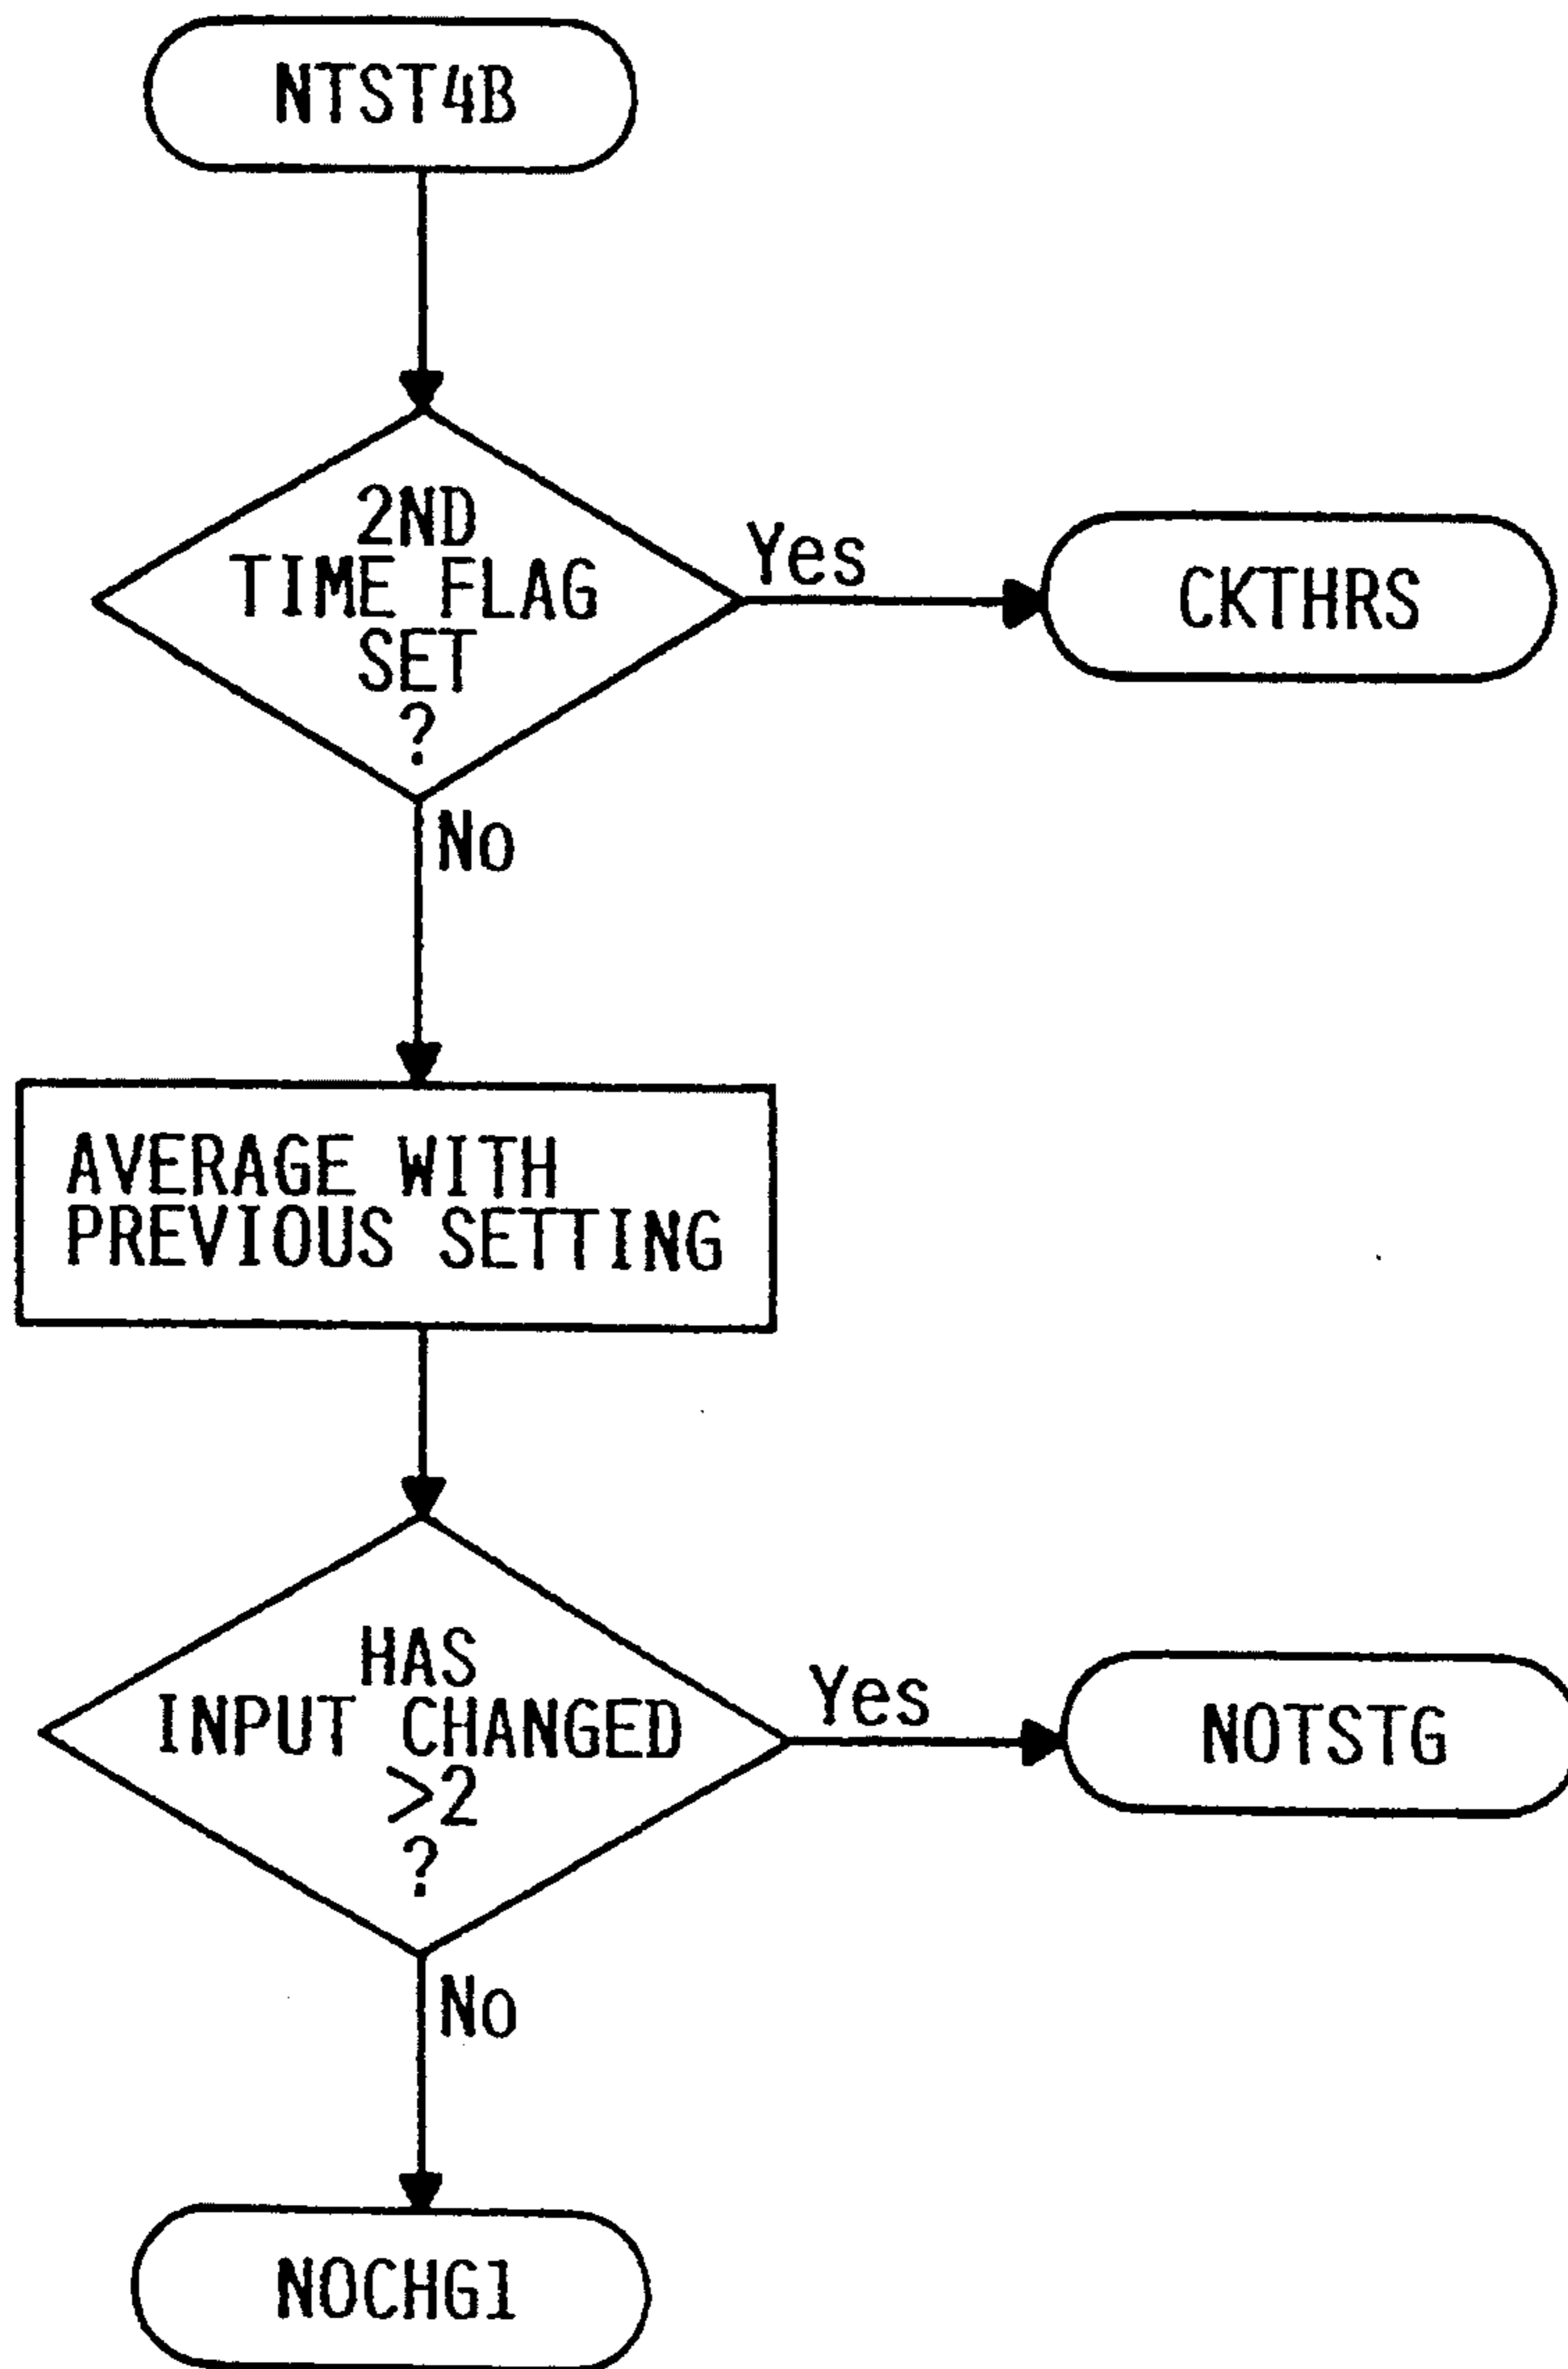 NTST4B
2ND
TIME FLAG
SET
?
Yes
CKTHRS
No
AVERAGE WITH
PREVIOUS SETTING
HAS
INPUT CHANGED
>2
?
Yes
NOTSTG
No
NOCHG1